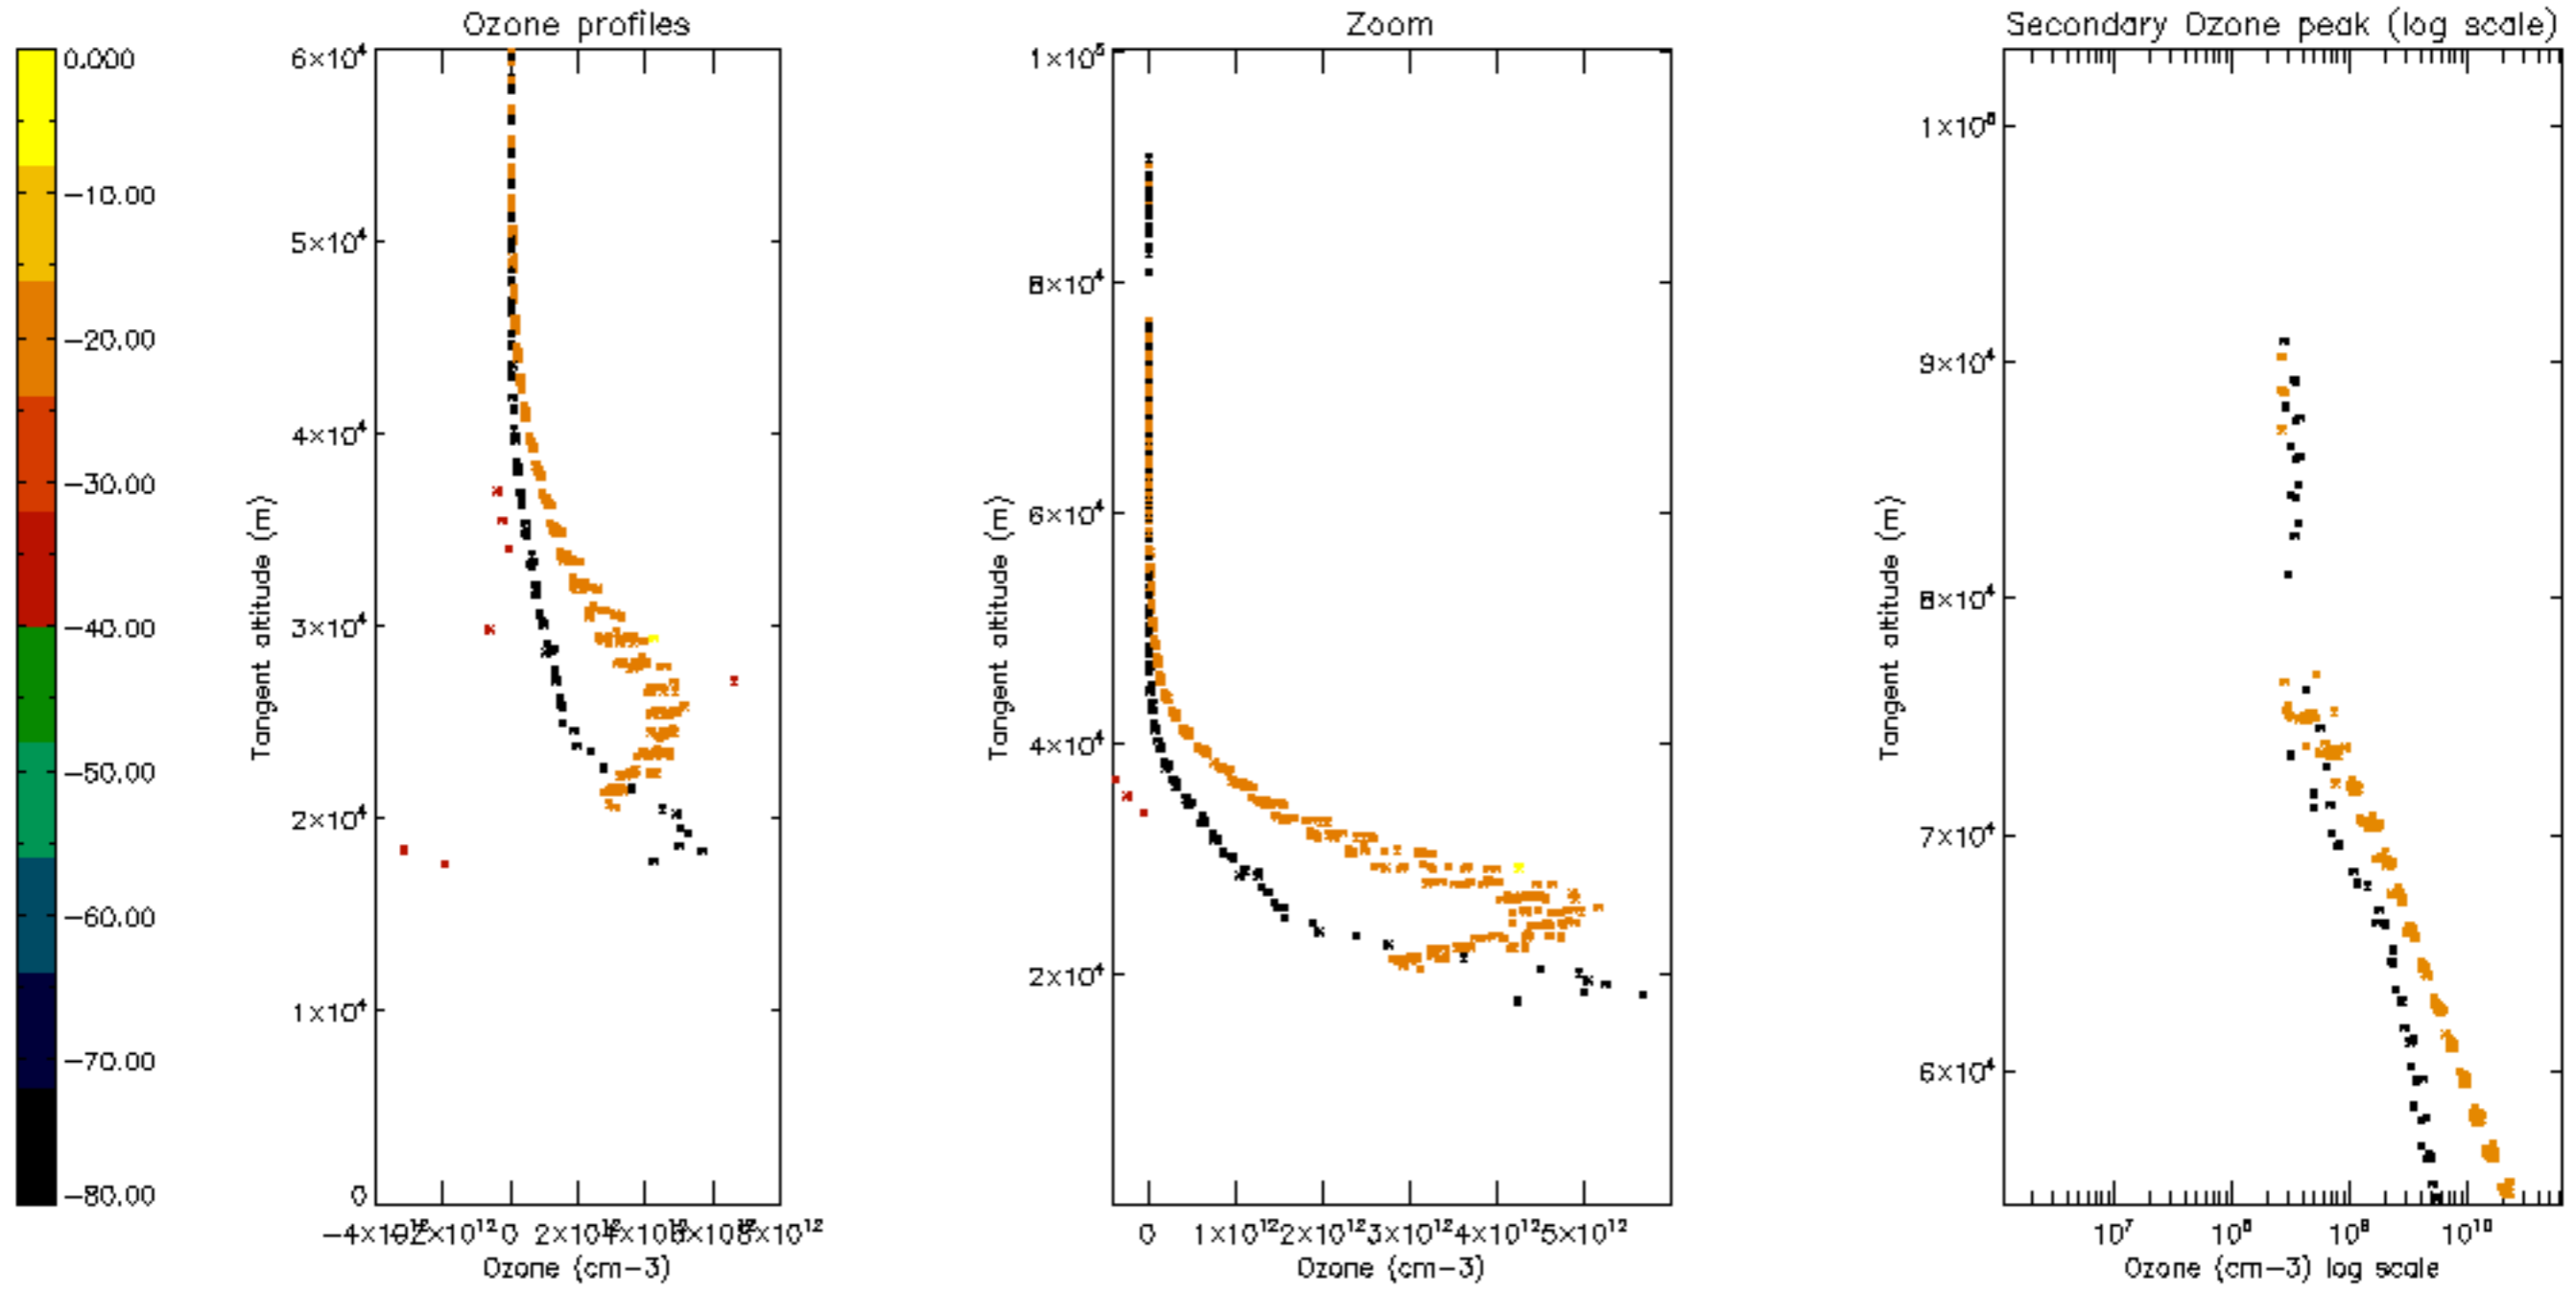 Ozone profiles
Zoom
Secondary Ozone peak (log scale)
0.000
−10.00
−20.00
−30.00
−40.00
−50.00
−60.00
−70.00
−80.00
6×10⁴
5×10⁴
4×10⁴
3×10⁴
2×10⁴
1×10⁴
0
Tangent altitude (m)
0
Ozone (cm−3)
1×10⁵
8×10⁴
6×10⁴
4×10⁴
2×10⁴
Tangent altitude (m)
0 1×10¹² 2×10¹² 3×10¹² 4×10¹² 5×10¹²
Ozone (cm−3)
1×10⁵
9×10⁴
8×10⁴
7×10⁴
6×10⁴
Tangent altitude (m)
10⁷ 10⁸ 10⁹ 10¹⁰
Ozone (cm−3) log scale